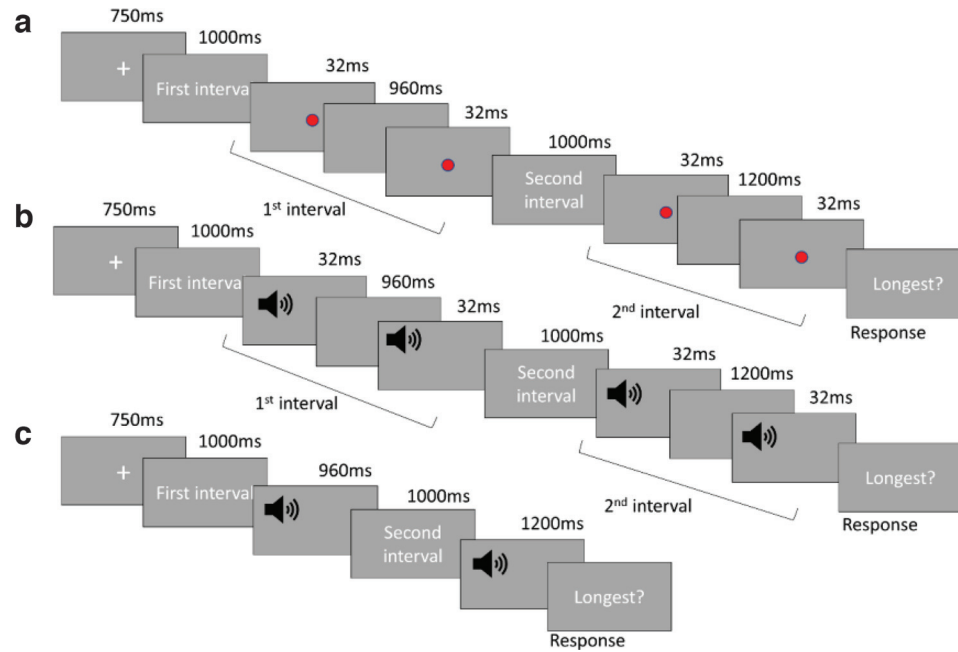 a
750ms
1000ms
32ms
960ms
32ms
1000ms
32ms
1200ms
32ms
First interval
Second
interval
1st interval
2nd interval
Longest?
Response
b
750ms
1000ms
32ms
960ms
32ms
1000ms
32ms
1200ms
32ms
First interval
Second
interval
1st interval
2nd interval
Longest?
Response
c
750ms
1000ms
960ms
1000ms
1200ms
First interval
Second
interval
Longest?
Response